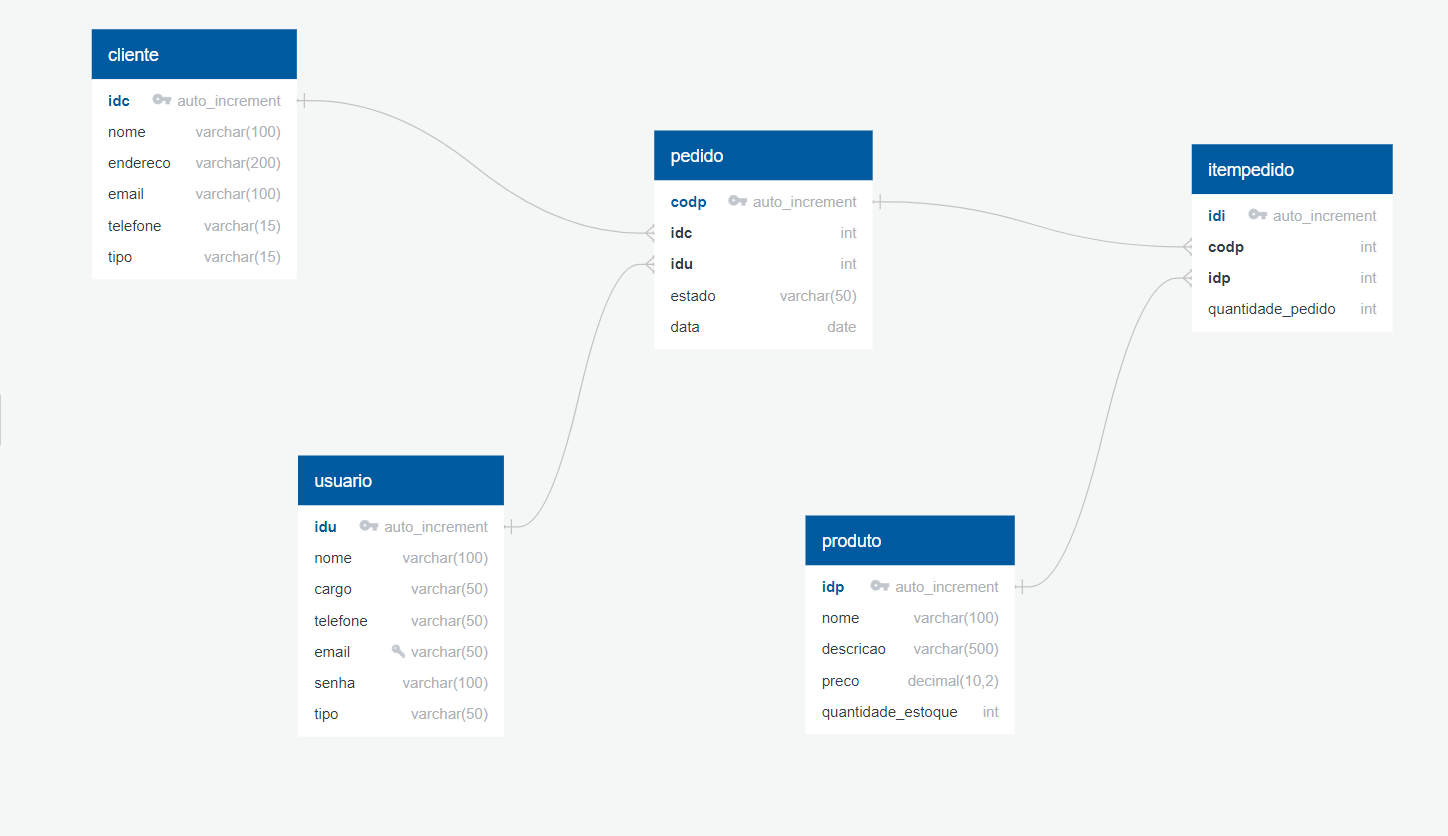 cliente
idc auto_increment
nome varchar(100)
endereco varchar(200)
email varchar(100)
telefone varchar(15)
tipo varchar(15)
pedido
codp auto_increment
idc int
idu int
estado varchar(50)
data date
itempedido
idi auto_increment
codp int
idp int
quantidade_pedido int
usuario
idu auto_increment
nome varchar(100)
cargo varchar(50)
telefone varchar(50)
email varchar(50)
senha varchar(100)
tipo varchar(50)
produto
idp auto_increment
nome varchar(100)
descricao varchar(500)
preco decimal(10,2)
quantidade_estoque int